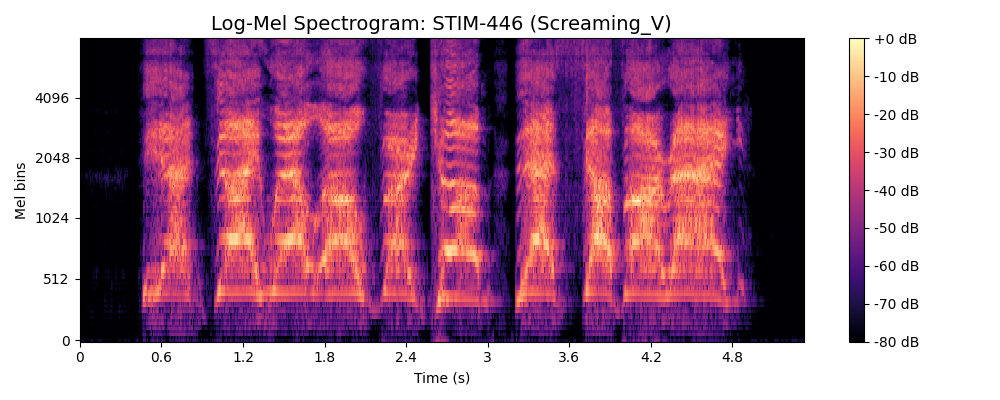 Log-Mel Spectrogram: STIM-446 (Screaming_V)
Mel bins
4096
2048
1024
512
0
0 0.6 1.2 1.8 2.4 3 3.6 4.2 4.8
Time (s)
+0 dB
-10 dB
-20 dB
-30 dB
-40 dB
-50 dB
-60 dB
-70 dB
-80 dB